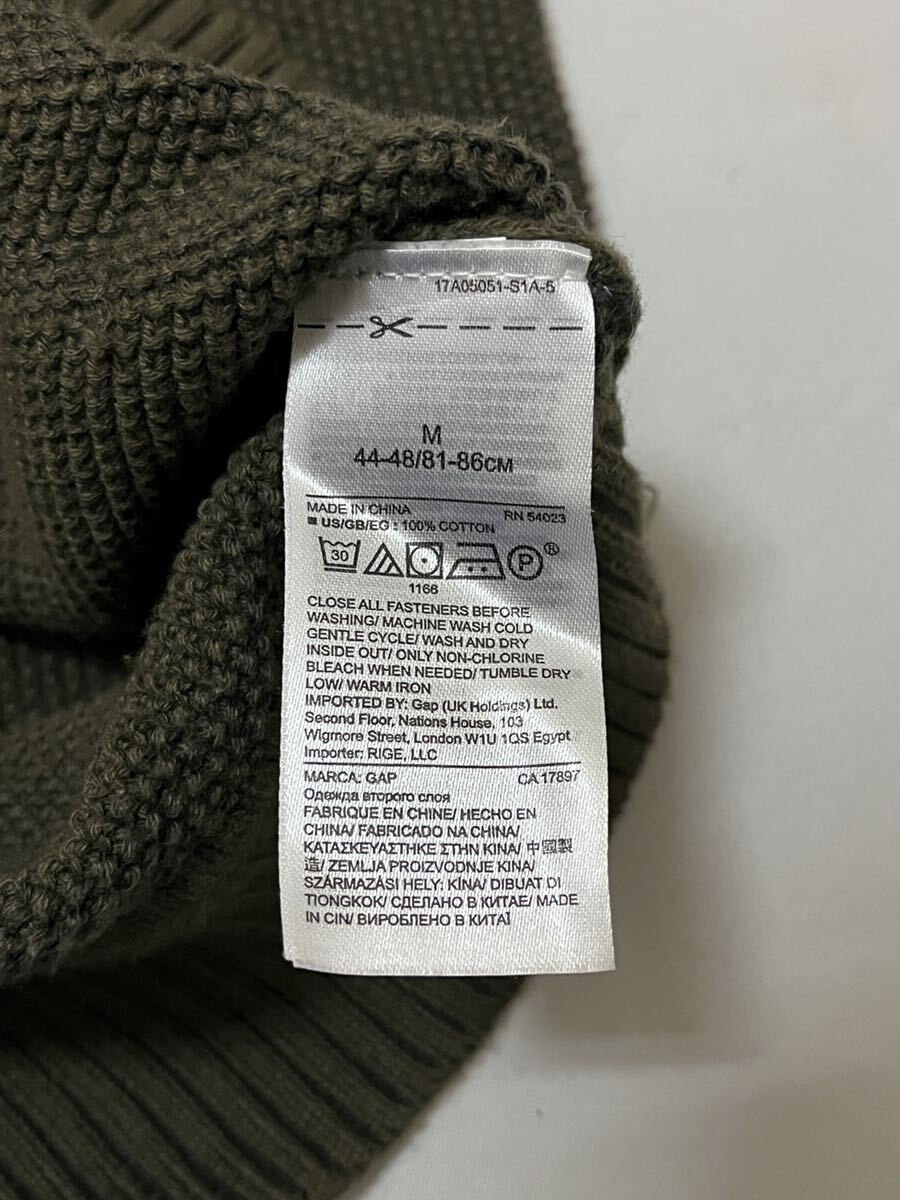 17A05051-S1A-5
M
44-48/81-86CM
MADE IN CHINA
RN 54023
US/GB/EG : 100% COTTON
30
P®
1166
CLOSE ALL FASTENERS BEFORE
WASHING/ MACHINE WASH COLD
GENTLE CYCLE/ WASH AND DRY
INSIDE OUT/ ONLY NON-CHLORINE
BLEACH WHEN NEEDED/ TUMBLE DRY
LOW/ WARM IRON
IMPORTED BY: Gap (UK Holdings) Ltd.
Second Floor, Nations House, 103
Wigmore Street, London W1U 1QS Egypt
Importer: RIGE, LLC
MARCA: GAP
CA 17897
Одежда второго слоя
FABRIQUE EN CHINE/ HECHO EN
CHINA/ FABRICADO NA CHINA/
ΚΑΤΑΣΚΕΥΑΣΤΗΚΕ ΣΤΗΝ ΚΙΝΑ/ 中國製
造/ ZEMLJA PROIZVODNJE KINA/
SZÁRMAZÁSI HELY: KÍNA/ DIBUAT DI
TIONGKOK/ СДЕЛАНО В КИТАЕ/ MADE
IN CIN/ ВИРОБЛЕНО В КИТАЇ